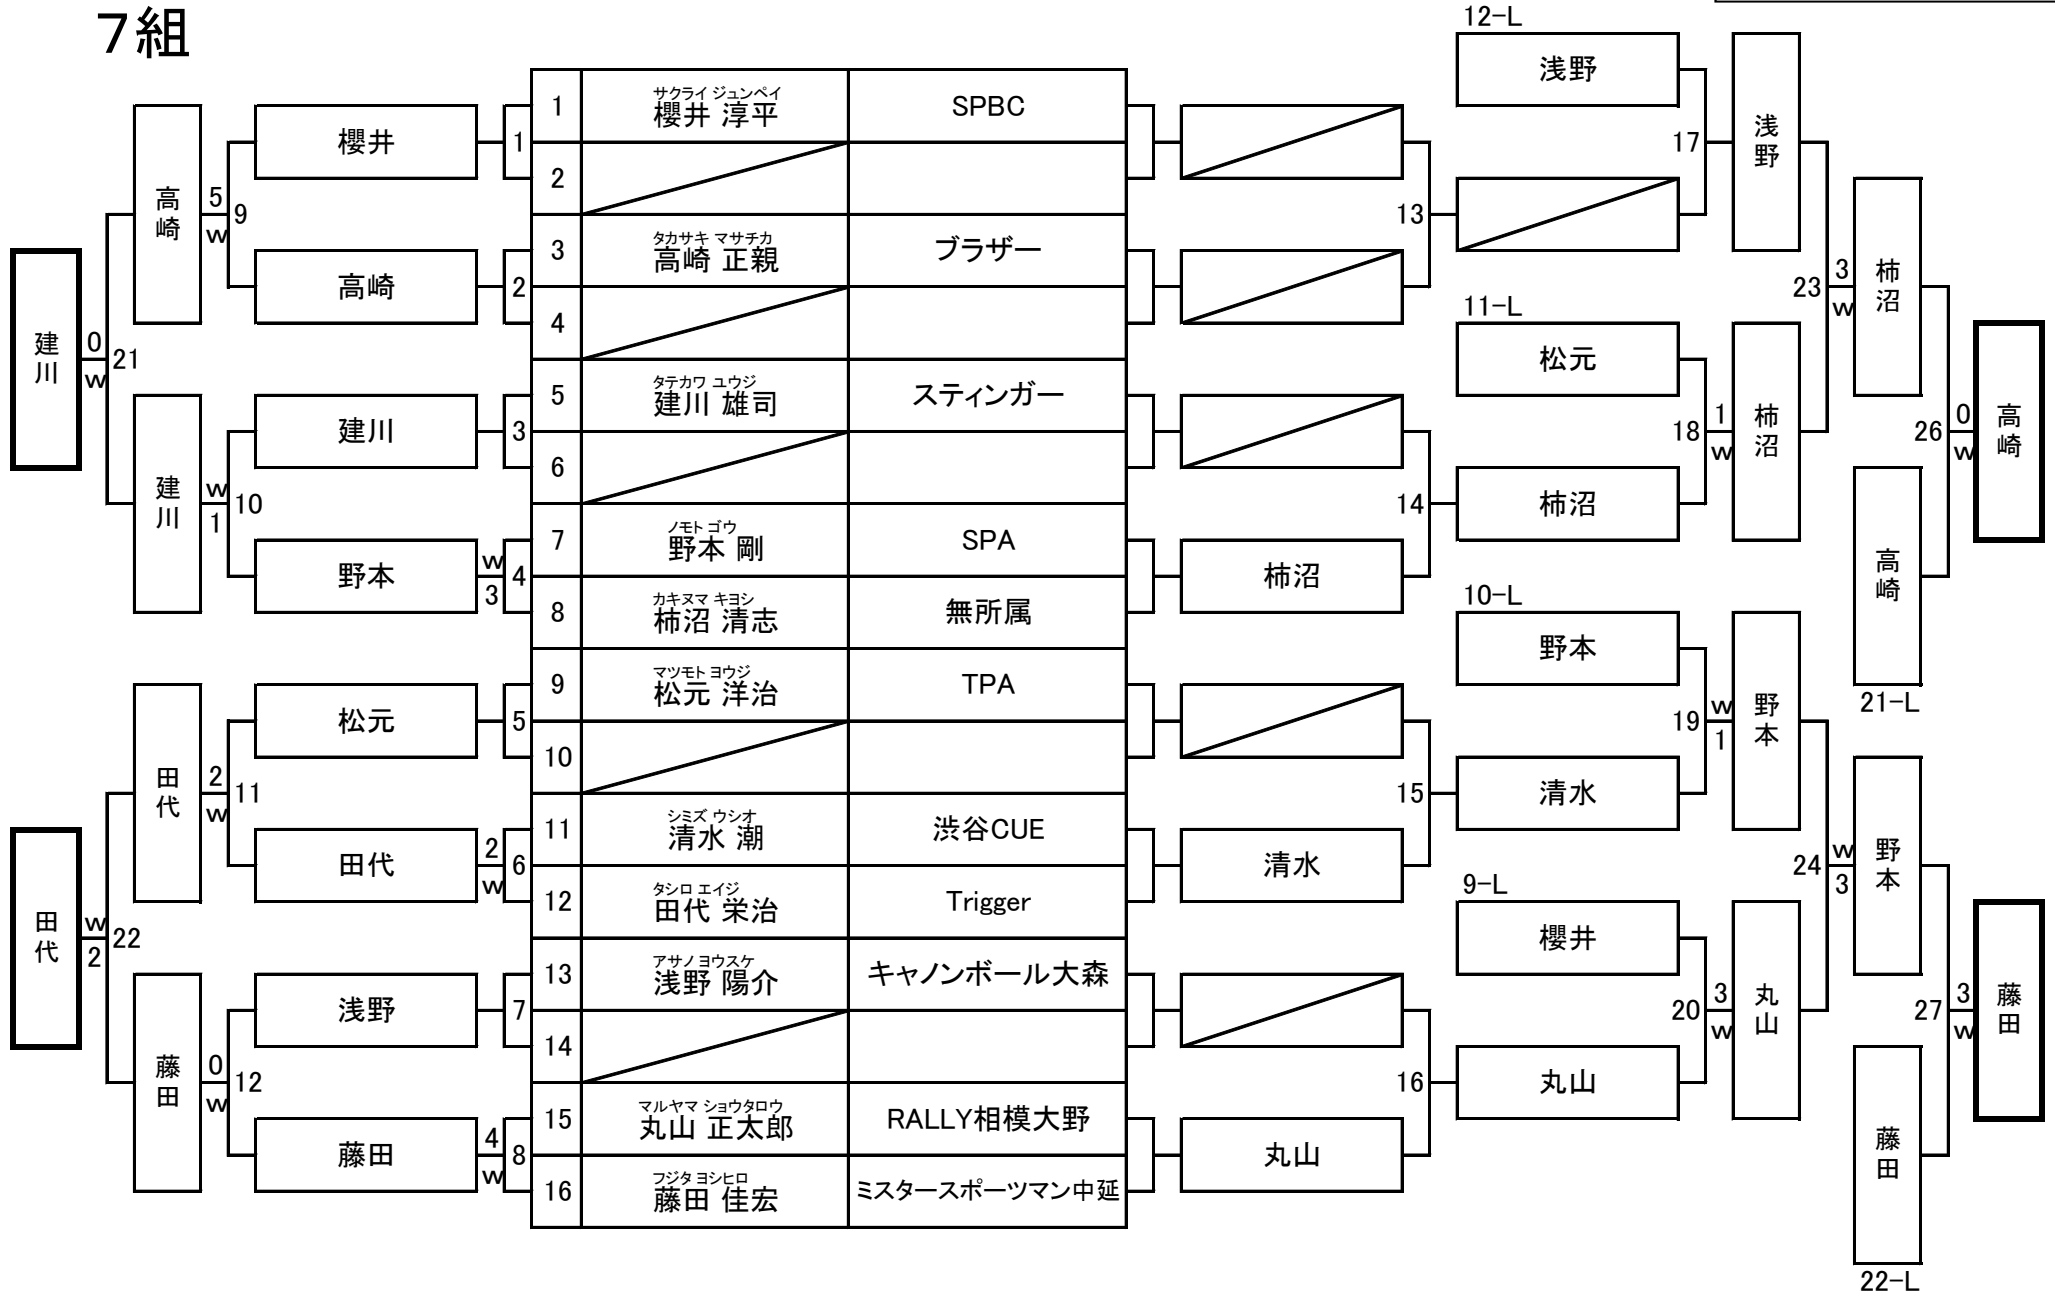 7組
12-L
浅野
17
浅野
サクライ ジュンペイ
1 櫻井 淳平 SPBC
櫻井
1
2
13
高崎
5
W
9
タカサキ マサチカ
3 高崎 正親 ブラザー
高崎
2
4
23
3
W
柿沼
11-L
松元
建川
0
W
21
タテカワ ユウジ
5 建川 雄司 スティンガー
建川
3
6
18
1
W
柿沼
26
0
W
高崎
建川
W
1
10
14
柿沼
ノモト ゴウ
7 野本 剛 SPA
野本
W
3
4
柿沼
高崎
21-L
カキヌマ キヨシ
8 柿沼 清志 無所属
10-L
野本
マツモト ヨウジ
9 松元 洋治 TPA
松元
5
10
19
W
1
野本
田代
2
W
11
15
清水
シミズ ウシオ
11 清水 潮 渋谷CUE
田代
2
W
6
清水
24
W
3
野本
タシロ エイジ
12 田代 栄治 Trigger
9-L
櫻井
田代
W
2
22
アサノ ヨウスケ
13 浅野 陽介 キャノンボール大森
浅野
7
14
20
3
W
丸山
27
3
W
藤田
藤田
0
W
12
16
丸山
マルヤマ ショウタロウ
15 丸山 正太郎 RALLY相模大野
藤田
4
W
8
丸山
藤田
22-L
フジタ ヨシヒロ
16 藤田 佳宏 ミスタースポーツマン中延